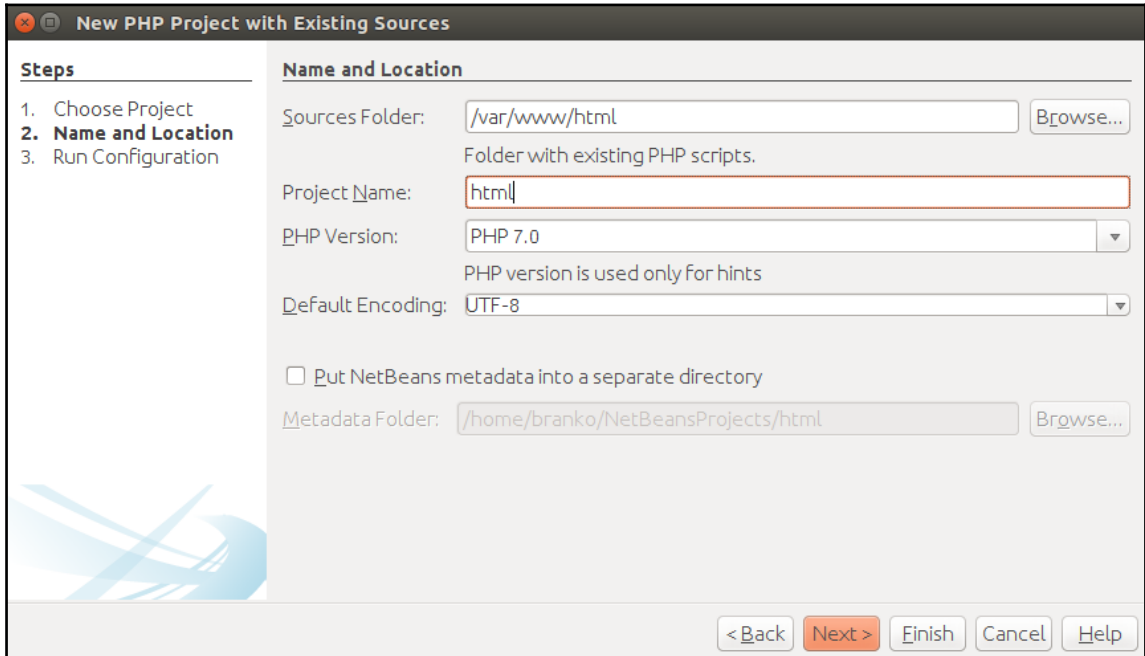 New PHP Project with Existing Sources
Steps
1. Choose Project
2. Name and Location
3. Run Configuration
Name and Location
Sources Folder: /var/www/html Browse...
Folder with existing PHP scripts.
Project Name: html
PHP Version: PHP 7.0
PHP version is used only for hints
Default Encoding: UTF-8
Put NetBeans metadata into a separate directory
Metadata Folder: /home/branko/NetBeansProjects/html Browse...
< Back Next > Finish Cancel Help